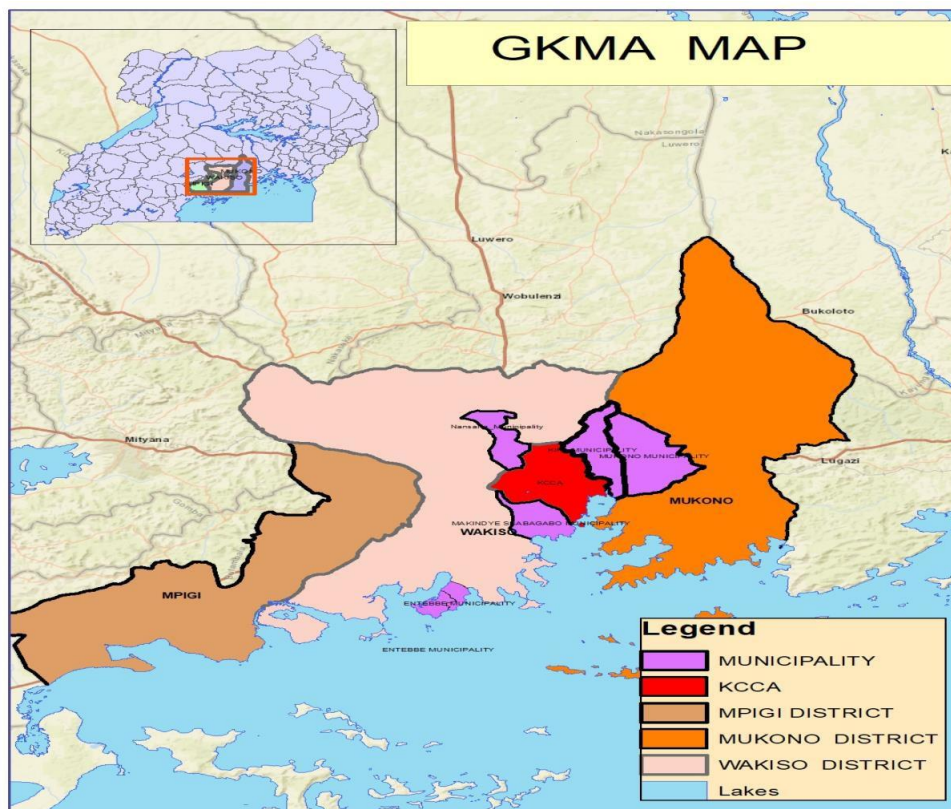 GKMA MAP
Nakasongola
Luwero
Luwero
Wobulenzi
Bukoloto
Mityana
Mityana
Nansana Municipality
MUKONO MUNICIPALITY
KCCA
Lugazi
MUKONO
MAKINDYE SSABAGABO MUNICIPALITY
WAKISO
MPIGI
ENTEBBE MUNICIPALITY
ENTEBBE MUNICIPALITY
Legend
MUNICIPALITY
KCCA
MPIGI DISTRICT
MUKONO DISTRICT
WAKISO DISTRICT
Lakes